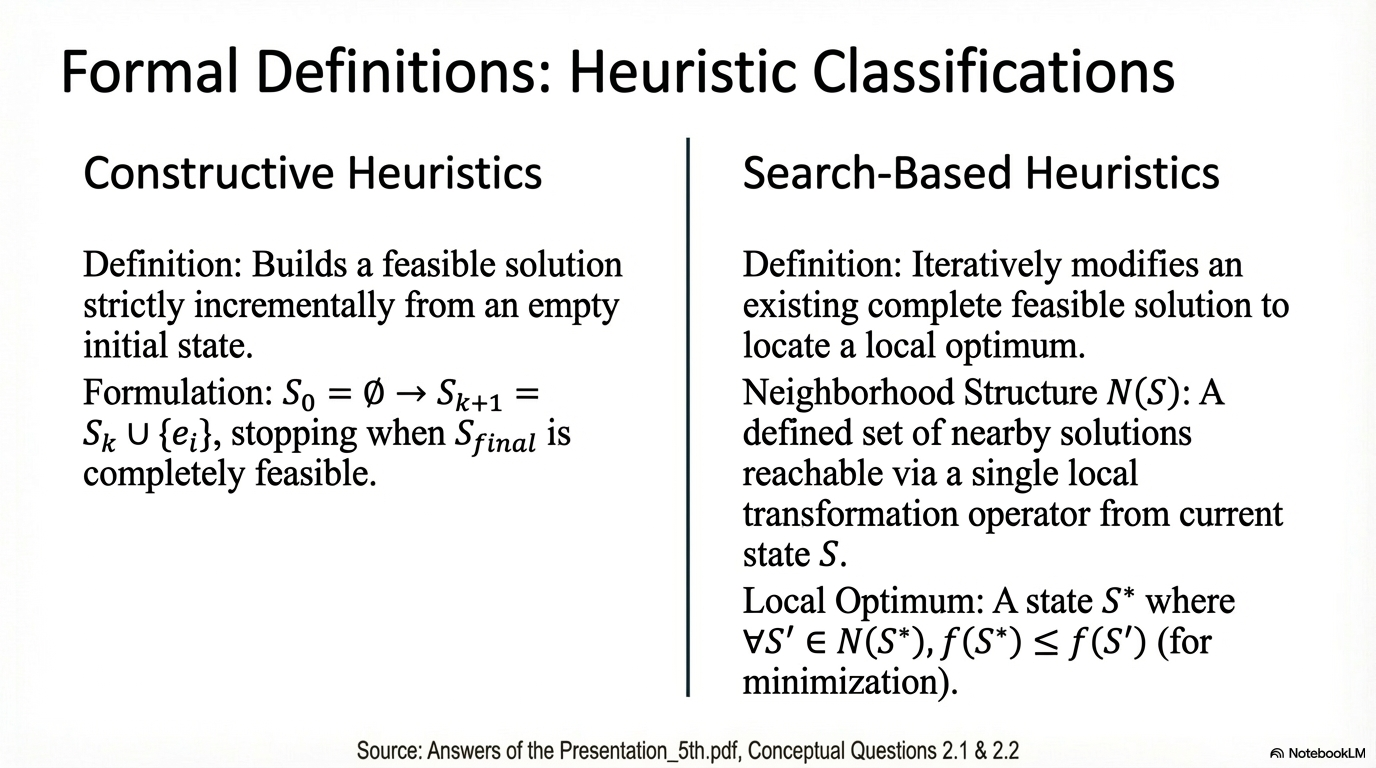 Formal Definitions: Heuristic Classifications
Constructive Heuristics
Definition: Builds a feasible solution
strictly incrementally from an empty
initial state.
Formulation: S₀ = ∅ → Sₖ₊₁ =
Sₖ ∪ {eᵢ}, stopping when S_final is
completely feasible.
Search-Based Heuristics
Definition: Iteratively modifies an
existing complete feasible solution to
locate a local optimum.
Neighborhood Structure N(S): A
defined set of nearby solutions
reachable via a single local
transformation operator from current
state S.
Local Optimum: A state S* where
∀S′ ∈ N(S*), f(S*) ≤ f(S′) (for
minimization).
Source: Answers of the Presentation_5th.pdf, Conceptual Questions 2.1 & 2.2
NotebookLM